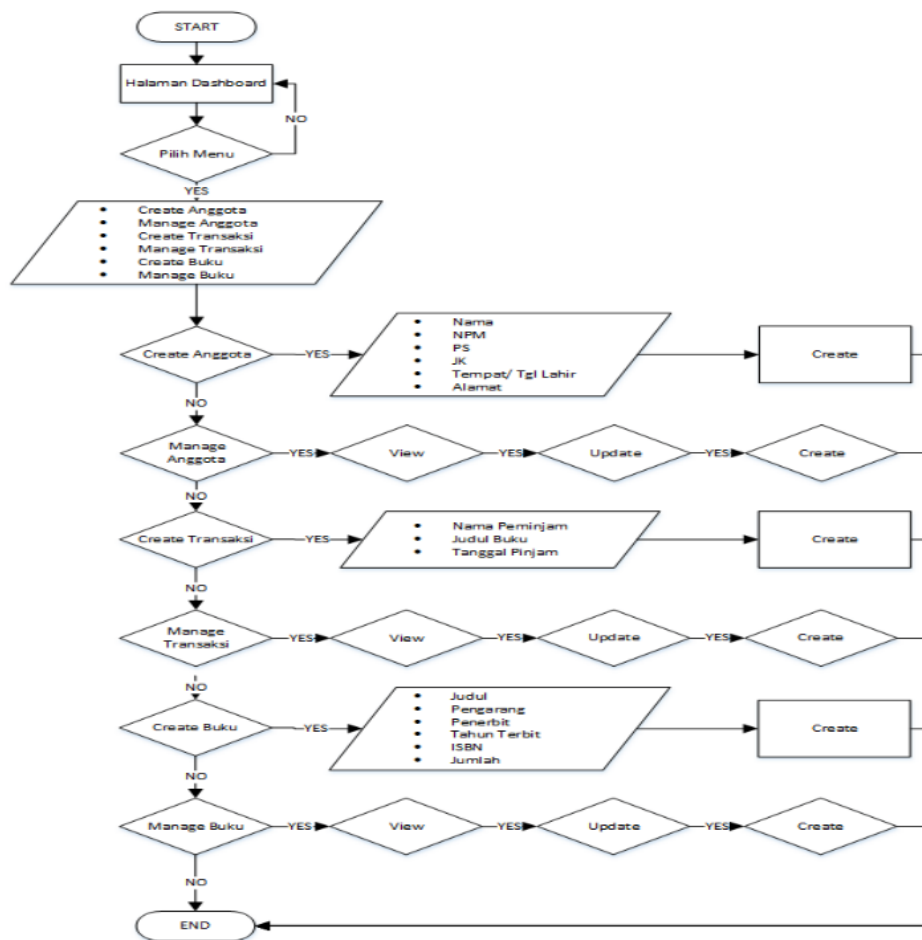 START
Halaman Dashboard
NO
Pilih Menu
YES
• Create Anggota
• Manage Anggota
• Create Transaksi
• Manage Transaksi
• Create Buku
• Manage Buku
Create Anggota
YES
• Nama
• NPM
• PS
• JK
• Tempat/ Tgl Lahir
• Alamat
Create
NO
Manage
Anggota
YES
View
YES
Update
YES
Create
NO
Create Transaksi
YES
• Nama Peminjam
• Judul Buku
• Tanggal Pinjam
Create
NO
Manage
Transaksi
YES
View
YES
Update
YES
Create
NO
Create Buku
YES
• Judul
• Pengarang
• Penerbit
• Tahun Terbit
• ISBN
• Jumlah
Create
NO
Manage Buku
YES
View
YES
Update
YES
Create
NO
END